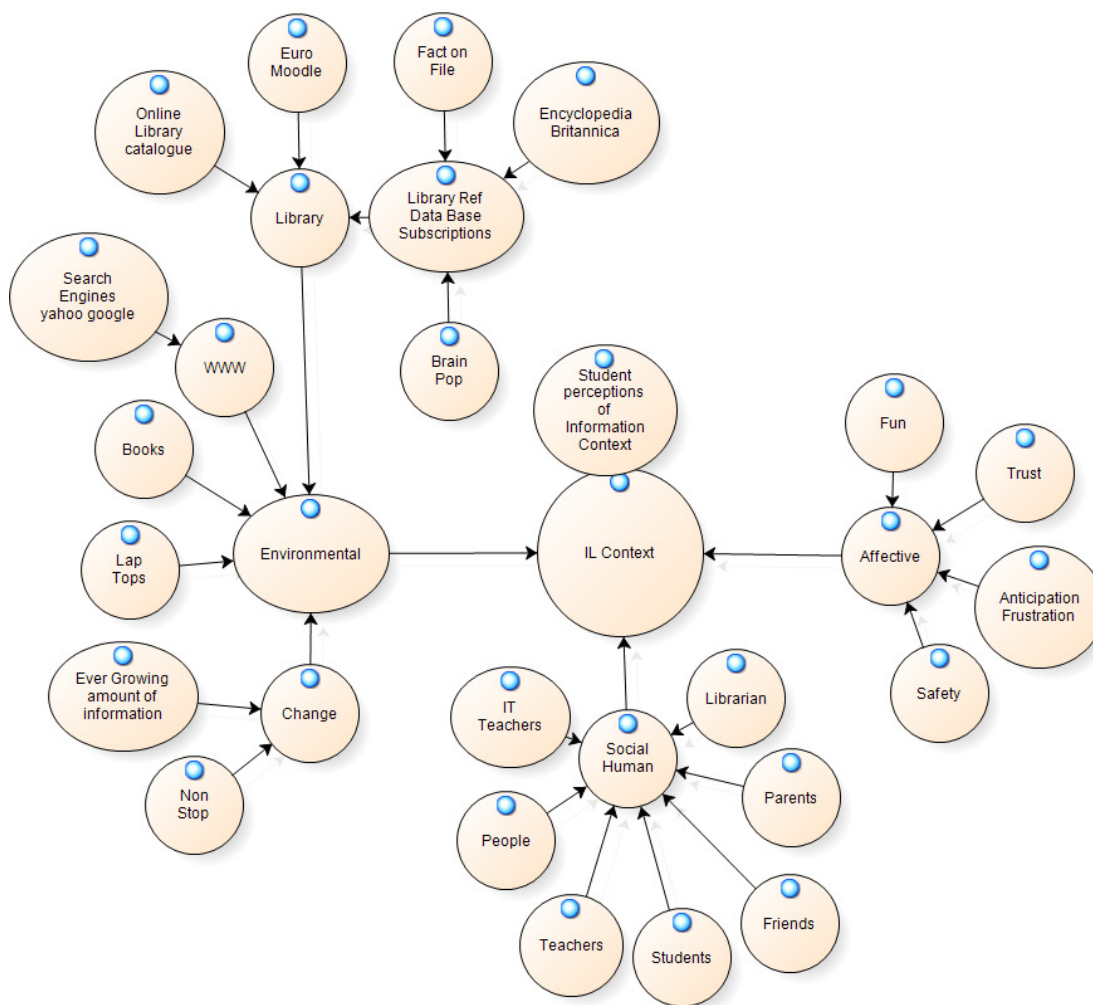 Euro
Moodle
Fact on
File
Online
Library
catalogue
Encyclopedia
Britannica
Library
Library Ref
Data Base
Subscriptions
Search
Engines
yahoo google
WWW
Brain
Pop
Student
perceptions
of
Information
Context
Fun
Books
Trust
Environmental
IL Context
Affective
Lap
Tops
Anticipation
Frustration
Ever Growing
amount of
information
Change
IT
Teachers
Librarian
Safety
Social
Human
Non
Stop
Parents
People
Teachers
Students
Friends